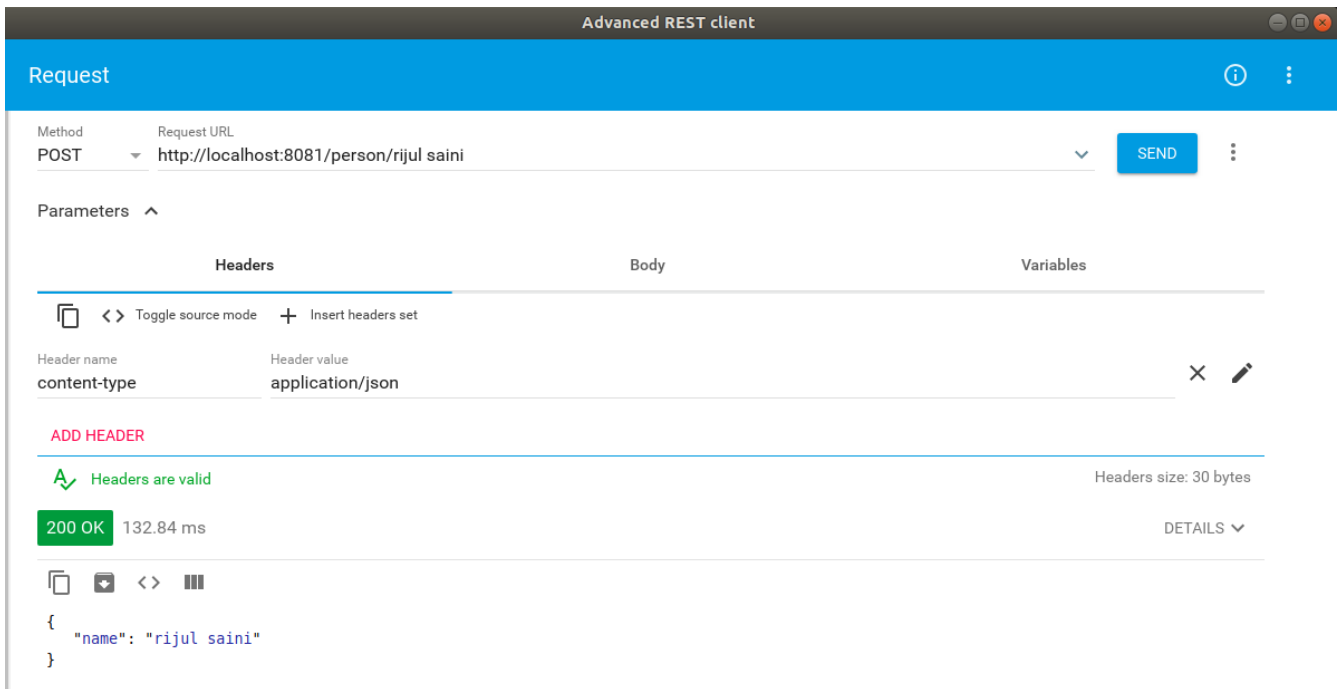 Advanced REST client
Request
Method Request URL
POST http://localhost:8081/person/rijul saini SEND
Parameters
Headers Body Variables
Toggle source mode Insert headers set
Header name Header value
content-type application/json
ADD HEADER
Headers are valid Headers size: 30 bytes
200 OK 132.84 ms DETAILS
{
"name": "rijul saini"
}